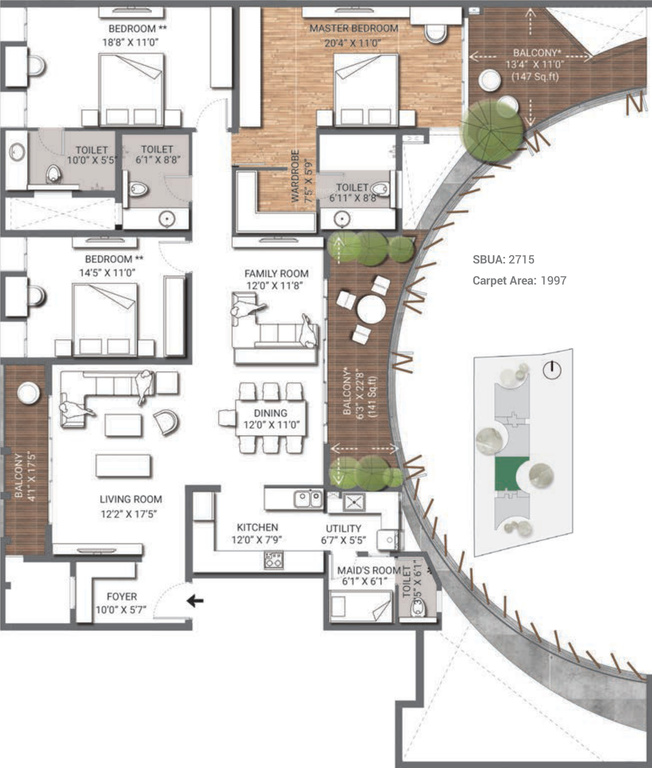 BEDROOM **
18'8" X 11'0"
MASTER BEDROOM
20'4" X 11'0"
BALCONY*
13'4" X 11'0"
(147 Sq.ft)
TOILET
10'0" X 5'5"
TOILET
6'1" X 8'8"
WARDROBE
7'5" X 5'9"
TOILET
6'11" X 8'8"
BEDROOM **
14'5" X 11'0"
FAMILY ROOM
12'0" X 11'8"
SBUA: 2715
Carpet Area: 1997
BALCONY*
6'3" X 22'8"
(141 Sq.ft)
DINING
12'0" X 11'0"
BALCONY
4'1" X 17'5"
LIVING ROOM
12'2" X 17'5"
KITCHEN
12'0" X 7'9"
UTILITY
6'7" X 5'5"
MAID'S ROOM
6'1" X 6'1"
TOILET
3'5" X 6'1"
FOYER
10'0" X 5'7"